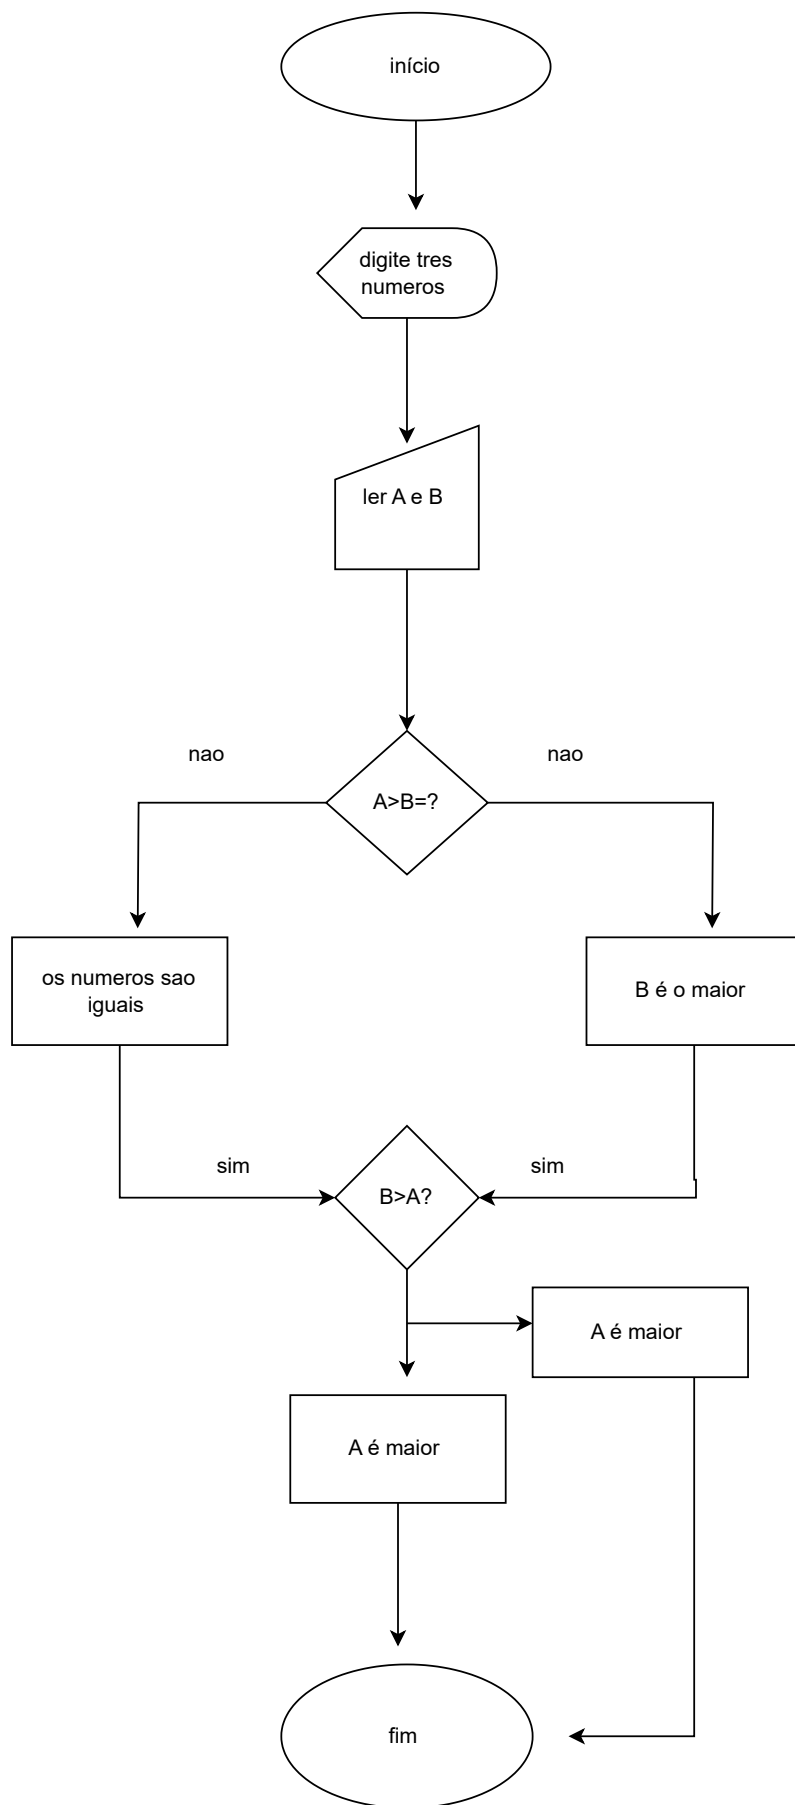 início
digite tres
numeros
ler A e B
nao
nao
A>B=?
os numeros sao
iguais
B é o maior
sim
sim
B>A?
A é maior
A é maior
fim